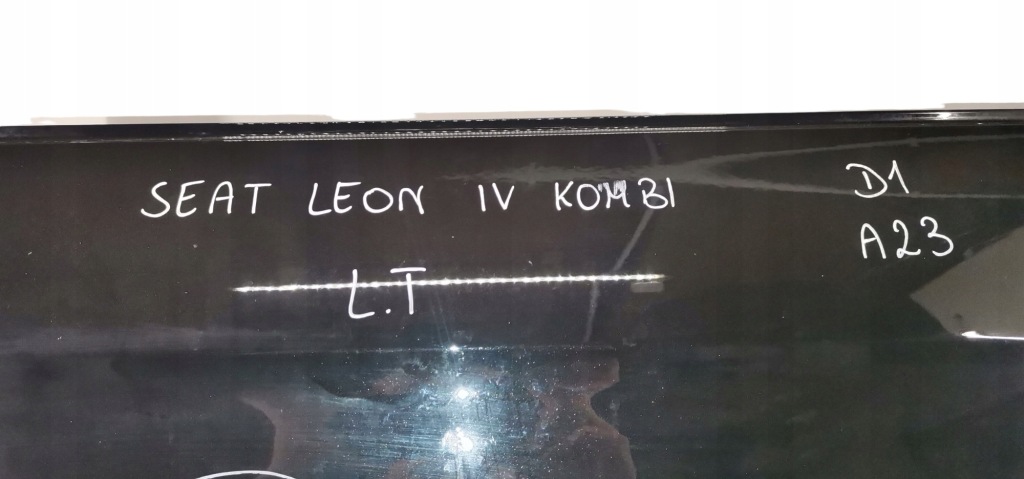 SEAT LEON IV KOMBI
L.T
D1
A23